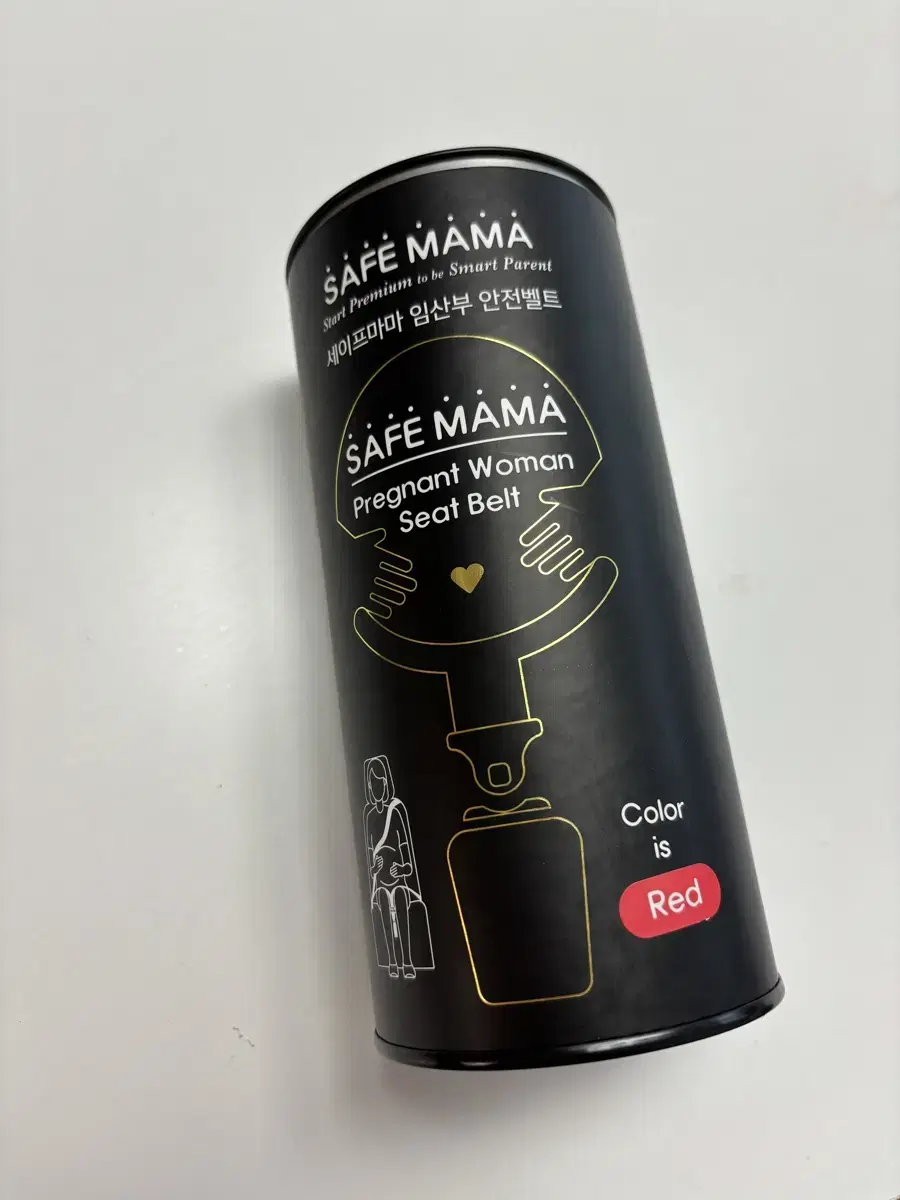 SAFE MAMA
Start Premium to be Smart Parent
세이프마마 임산부 안전벨트
SAFE MAMA
Pregnant Woman
Seat Belt
Color
is
Red